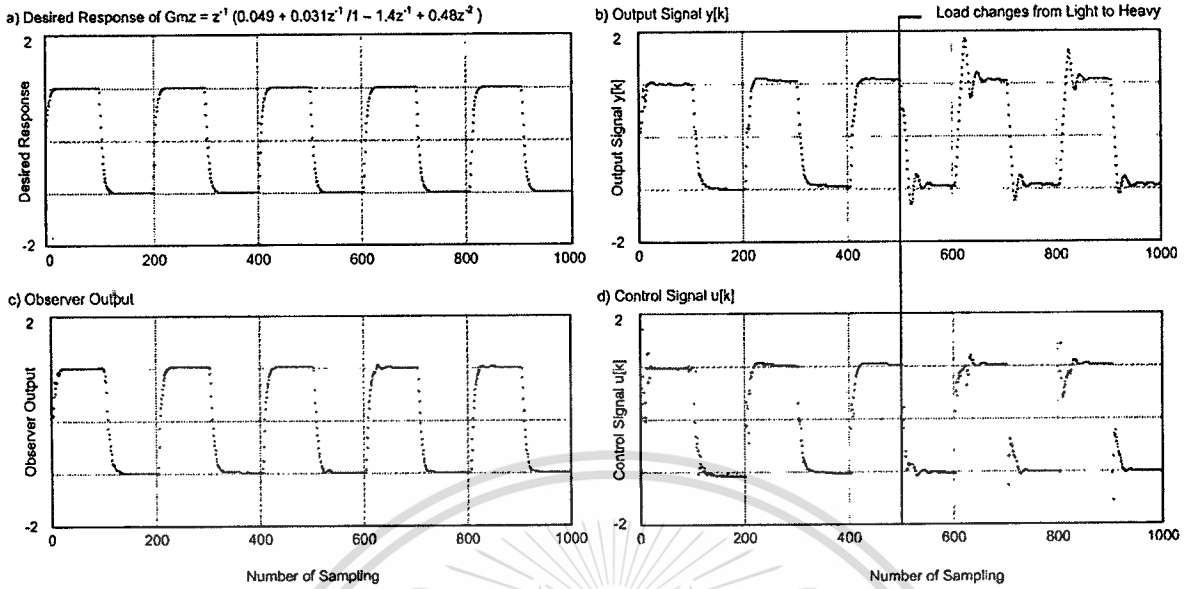 a) Desired Response of Gmz = z⁻¹ (0.049 + 0.031z⁻¹ /1 – 1.4z⁻¹ + 0.48z⁻² )
2
Desired Response
-2
0 200 400 600 800 1000
b) Output Signal y[k]
Load changes from Light to Heavy
2
Output Signal y[k]
-2
0 200 400 600 800 1000
c) Observer Output
2
Observer Output
-2
0 200 400 600 800 1000
Number of Sampling
d) Control Signal u[k]
2
Control Signal u[k]
-2
0 200 400 600 800 1000
Number of Sampling